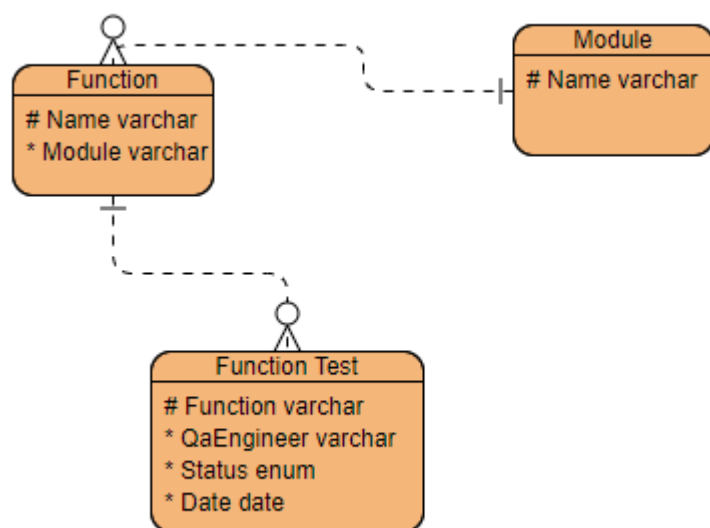 Function
# Name varchar
* Module varchar
Module
# Name varchar
Function Test
# Function varchar
* QaEngineer varchar
* Status enum
* Date date